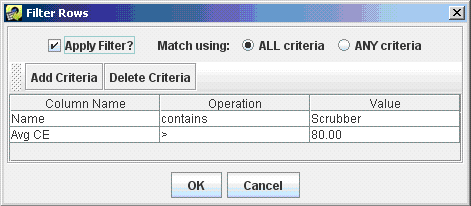 Filter Rows
Apply Filter? Match using: ALL criteria ANY criteria
Add Criteria Delete Criteria
Column Name Operation Value
Name contains Scrubber
Avg CE > 80.00
OK Cancel